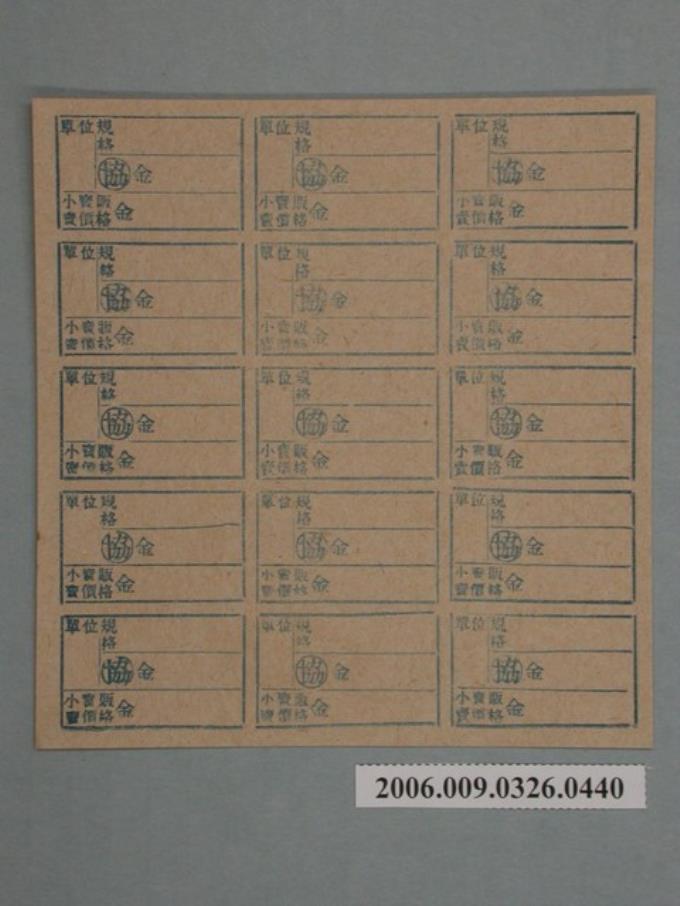 單位規
格
協金
小賣販
賣價格金
單位規
格
協金
小賣販
賣價格金
單位規
格
協金
小賣販
賣價格金
單位規
格
協金
小賣販
賣價格金
單位規
格
協金
小賣販
賣價格金
單位規
格
協金
小賣販
賣價格金
單位規
格
協金
小賣販
賣價格金
單位規
格
協金
小賣販
賣價格金
單位規
格
協金
小賣販
賣價格金
單位規
格
協金
小賣販
賣價格金
單位規
格
協金
小賣販
賣價格金
單位規
格
協金
小賣販
賣價格金
單位規
格
協金
小賣販
賣價格金
單位規
格
協金
小賣販
賣價格金
單位規
格
協金
小賣販
賣價格金
2006.009.0326.0440